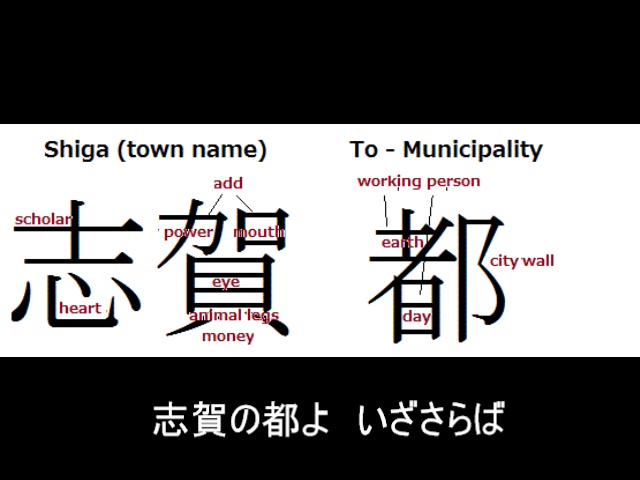 Shiga (town name)
To - Municipality
add
working person
scholar
power
mouth
earth
city wall
eye
heart
animal legs
day
money
志賀
都
志賀の都よ　いざさらば